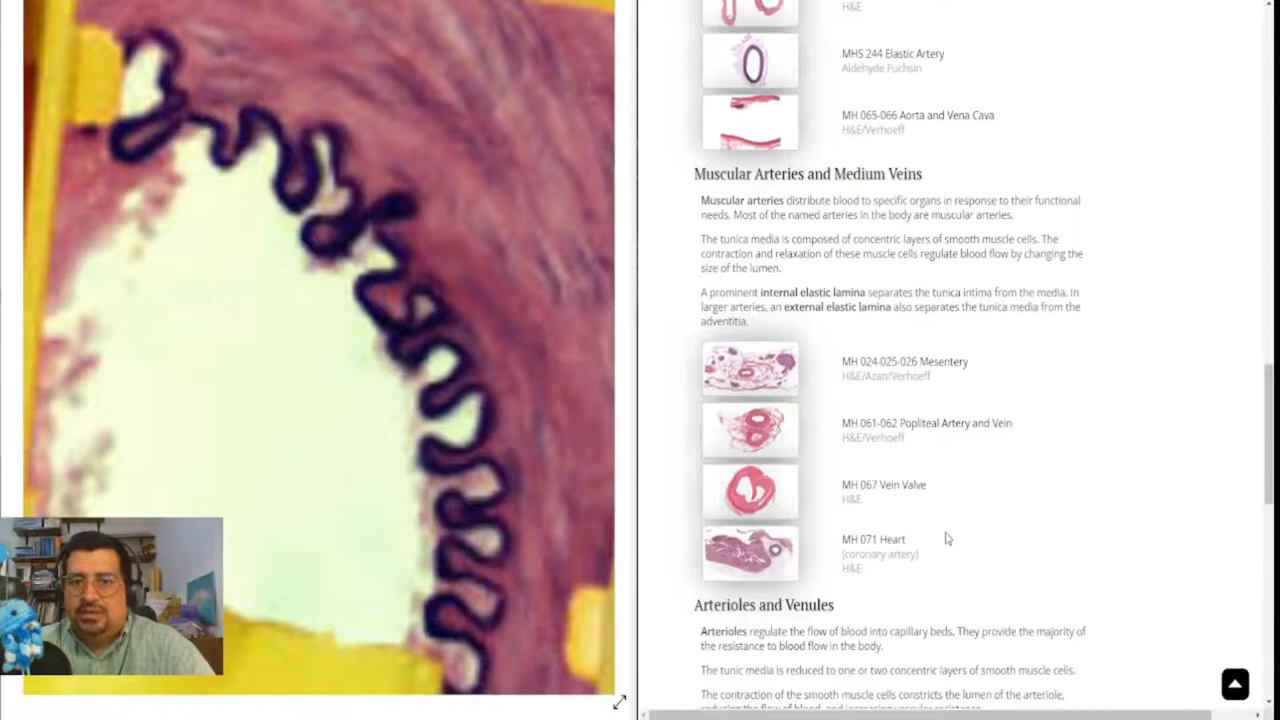 H&E
MHS 244 Elastic Artery
Aldehyde Fuchsin
MH 065-066 Aorta and Vena Cava
H&E/Verhoeff
Muscular Arteries and Medium Veins
Muscular arteries distribute blood to specific organs in response to their functional
needs. Most of the named arteries in the body are muscular arteries.
The tunica media is composed of concentric layers of smooth muscle cells. The
contraction and relaxation of these muscle cells regulate blood flow by changing the
size of the lumen.
A prominent internal elastic lamina separates the tunica intima from the media. In
larger arteries, an external elastic lamina also separates the tunica media from the
adventitia.
MH 024-025-026 Mesentery
H&E/Azan/Verhoeff
MH 061-062 Popliteal Artery and Vein
H&E/Verhoeff
MH 067 Vein Valve
H&E
MH 071 Heart
(coronary artery)
H&E
Arterioles and Venules
Arterioles regulate the flow of blood into capillary beds. They provide the majority of
the resistance to blood flow in the body.
The tunic media is reduced to one or two concentric layers of smooth muscle cells.
The contraction of the smooth muscle cells constricts the lumen of the arteriole,
reducing the flow of blood, and increasing vascular resistance.